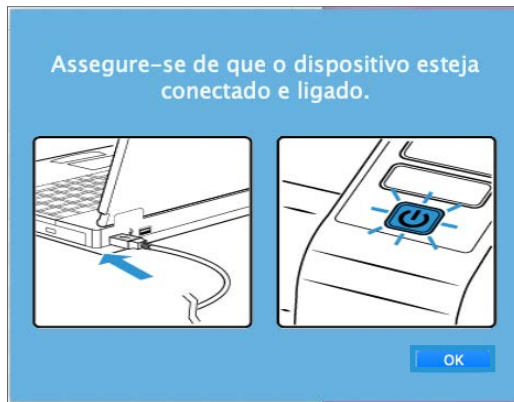 Assegure-se de que o dispositivo esteja
conectado e ligado.
OK